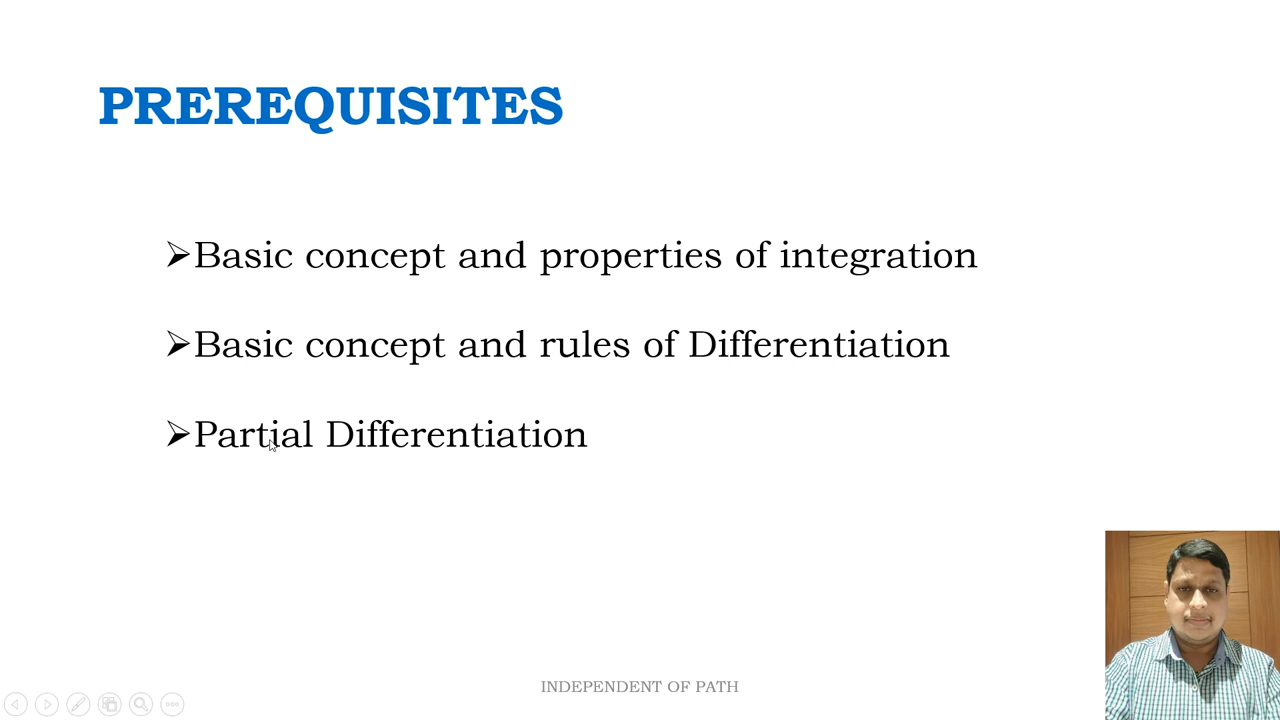 PREREQUISITES
➢Basic concept and properties of integration
➢Basic concept and rules of Differentiation
➢Partial Differentiation
INDEPENDENT OF PATH